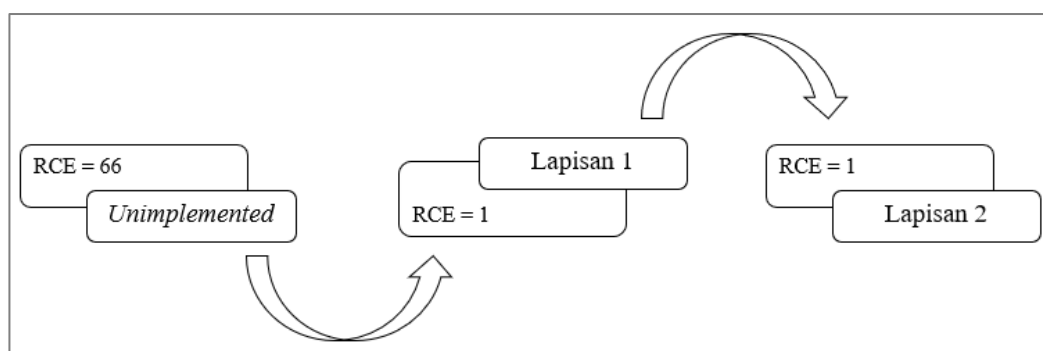 RCE = 66
Unimplemented
Lapisan 1
RCE = 1
RCE = 1
Lapisan 2